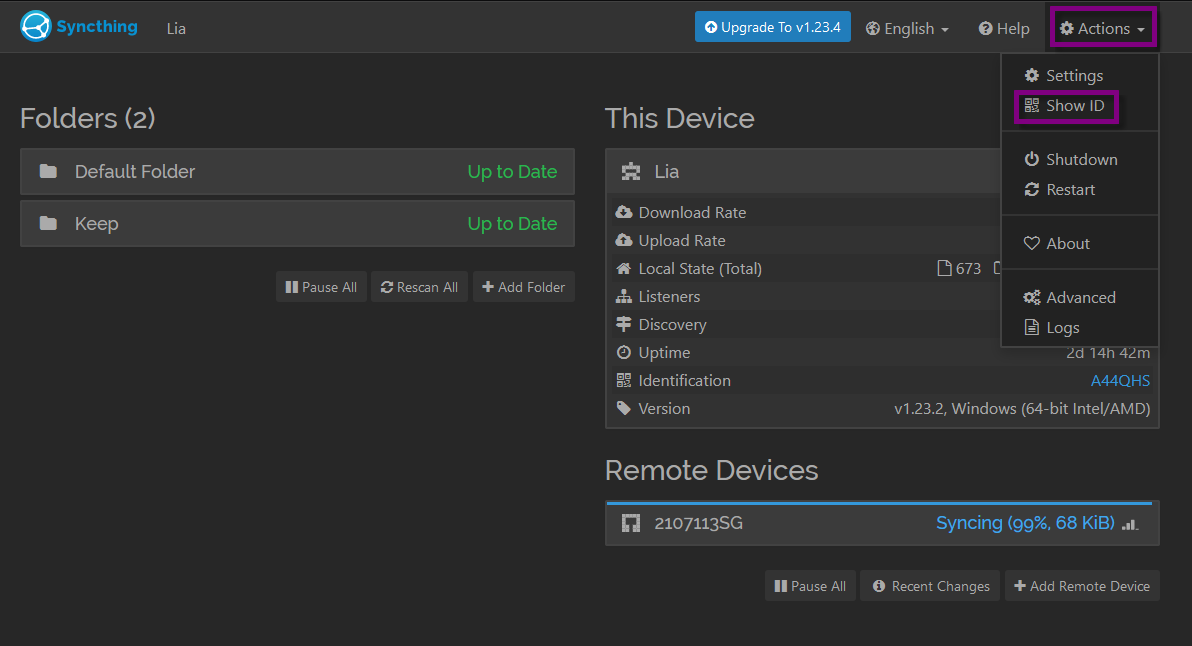 Syncthing
Lia
Upgrade To v1.23.4
English
Help
Actions
Settings
Show ID
Shutdown
Restart
About
Advanced
Logs
Folders (2)
Default Folder Up to Date
Keep Up to Date
Pause All
Rescan All
Add Folder
This Device
Lia
Download Rate
Upload Rate
Local State (Total) 673
Listeners
Discovery
Uptime 2d 14h 42m
Identification A44QHS
Version v1.23.2, Windows (64-bit Intel/AMD)
Remote Devices
2107113SG Syncing (99%, 68 KiB)
Pause All
Recent Changes
Add Remote Device